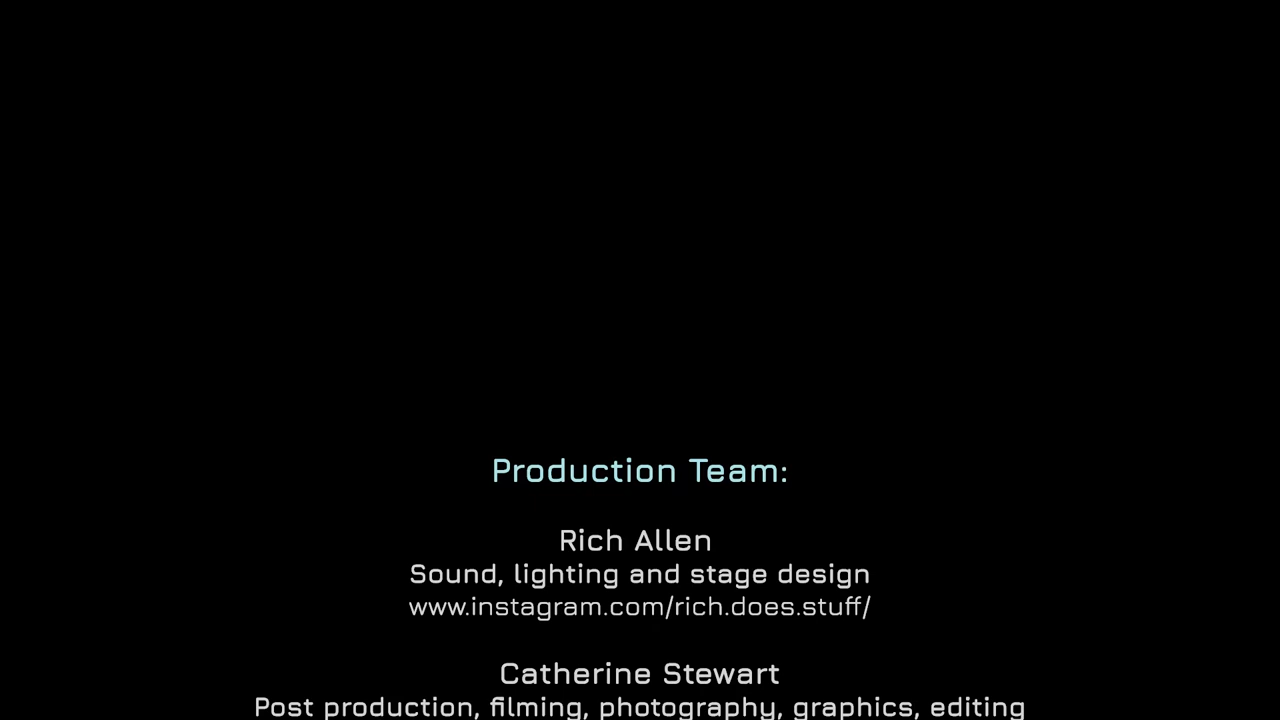 Production Team:
Rich Allen
Sound, lighting and stage design
www.instagram.com/rich.does.stuff/
Catherine Stewart
Post production, filming, photography, graphics, editing